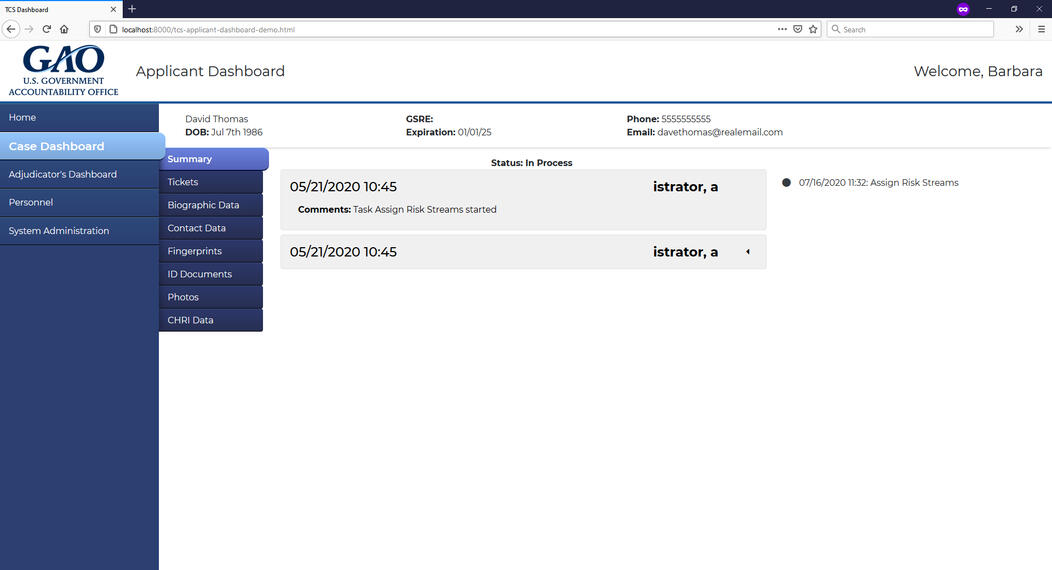 TCS Dashboard
localhost:8000/tcs-applicant-dashboard-demo.html
Search
GAO
U.S. GOVERNMENT
ACCOUNTABILITY OFFICE
Applicant Dashboard
Welcome, Barbara
Home
Case Dashboard
Adjudicator's Dashboard
Personnel
System Administration
David Thomas
DOB: Jul 7th 1986
GSRE:
Expiration: 01/01/25
Phone: 5555555555
Email: davethomas@realemail.com
Summary
Tickets
Biographic Data
Contact Data
Fingerprints
ID Documents
Photos
CHRI Data
Status: In Process
05/21/2020 10:45 istrator, a
Comments: Task Assign Risk Streams started
05/21/2020 10:45 istrator, a
07/16/2020 11:32: Assign Risk Streams